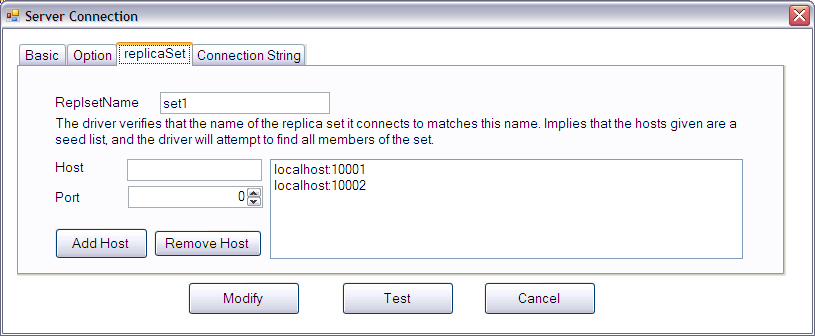 Server Connection
Basic Option replicaSet Connection String
ReplsetName set1
The driver verifies that the name of the replica set it connects to matches this name. Implies that the hosts given are a
seed list, and the driver will attempt to find all members of the set.
Host
Port 0
localhost:10001
localhost:10002
Add Host Remove Host
Modify Test Cancel